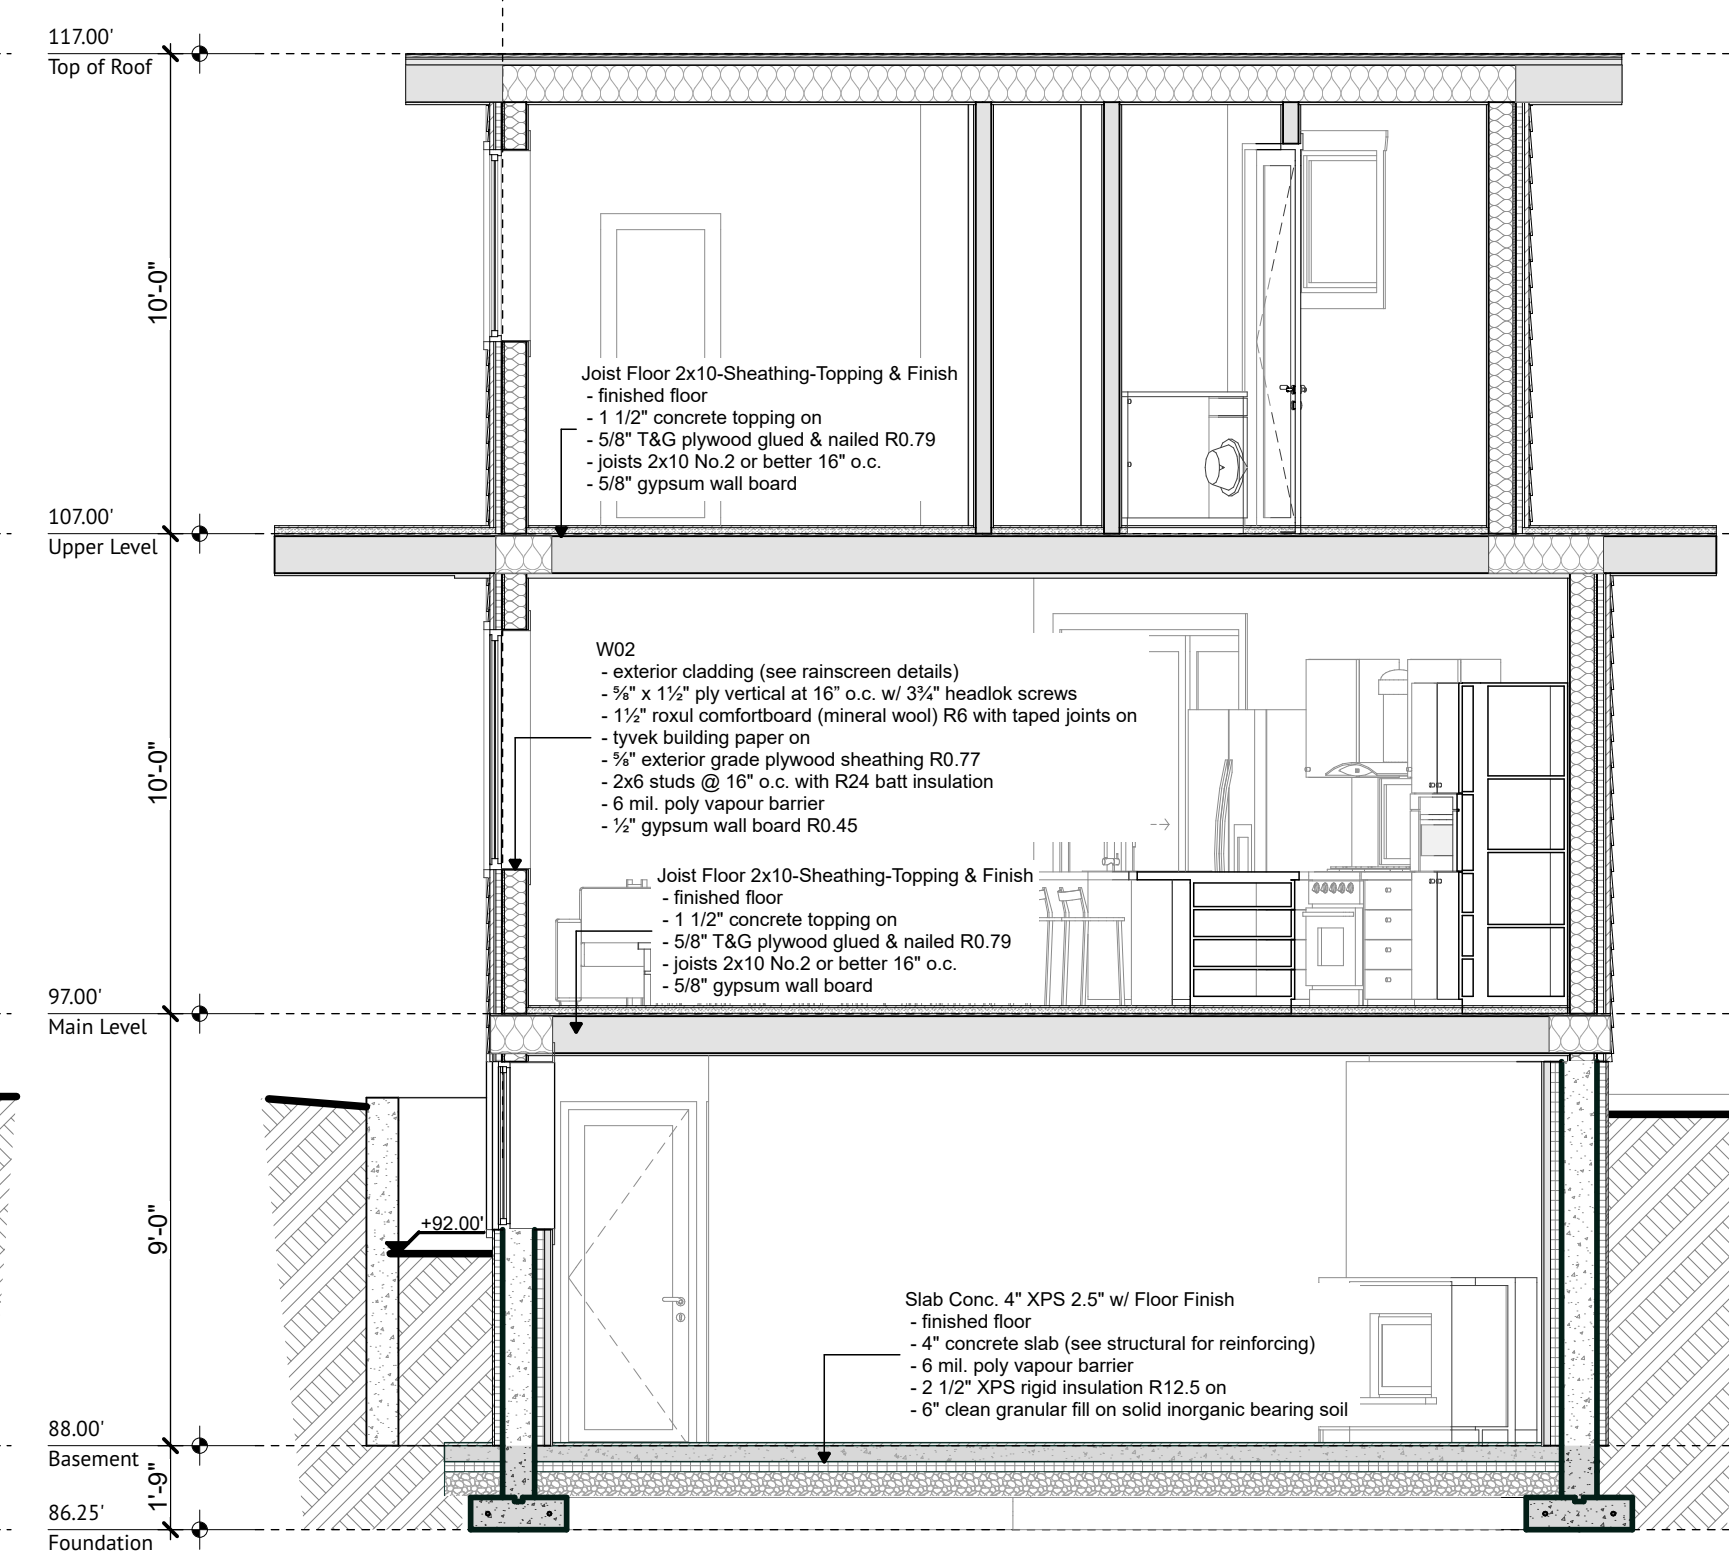 117.00'
Top of Roof
10'-0"
Joist Floor 2x10-Sheathing-Topping & Finish
- finished floor
- 1 1/2" concrete topping on
- 5/8" T&G plywood glued & nailed R0.79
- joists 2x10 No.2 or better 16" o.c.
- 5/8" gypsum wall board
107.00'
Upper Level
10'-0"
W02
- exterior cladding (see rainscreen details)
- ⅝" x 1½" ply vertical at 16” o.c. w/ 3¾" headlok screws
- 1½" roxul comfortboard (mineral wool) R6 with taped joints on
- tyvek building paper on
- ⅝" exterior grade plywood sheathing R0.77
- 2x6 studs @ 16" o.c. with R24 batt insulation
- 6 mil. poly vapour barrier
- ½" gypsum wall board R0.45
Joist Floor 2x10-Sheathing-Topping & Finish
- finished floor
- 1 1/2" concrete topping on
- 5/8" T&G plywood glued & nailed R0.79
- joists 2x10 No.2 or better 16" o.c.
- 5/8" gypsum wall board
97.00'
Main Level
9'-0"
+92.00'
Slab Conc. 4" XPS 2.5" w/ Floor Finish
- finished floor
- 4" concrete slab (see structural for reinforcing)
- 6 mil. poly vapour barrier
- 2 1/2" XPS rigid insulation R12.5 on
- 6" clean granular fill on solid inorganic bearing soil
88.00'
Basement
1'-9"
86.25'
Foundation